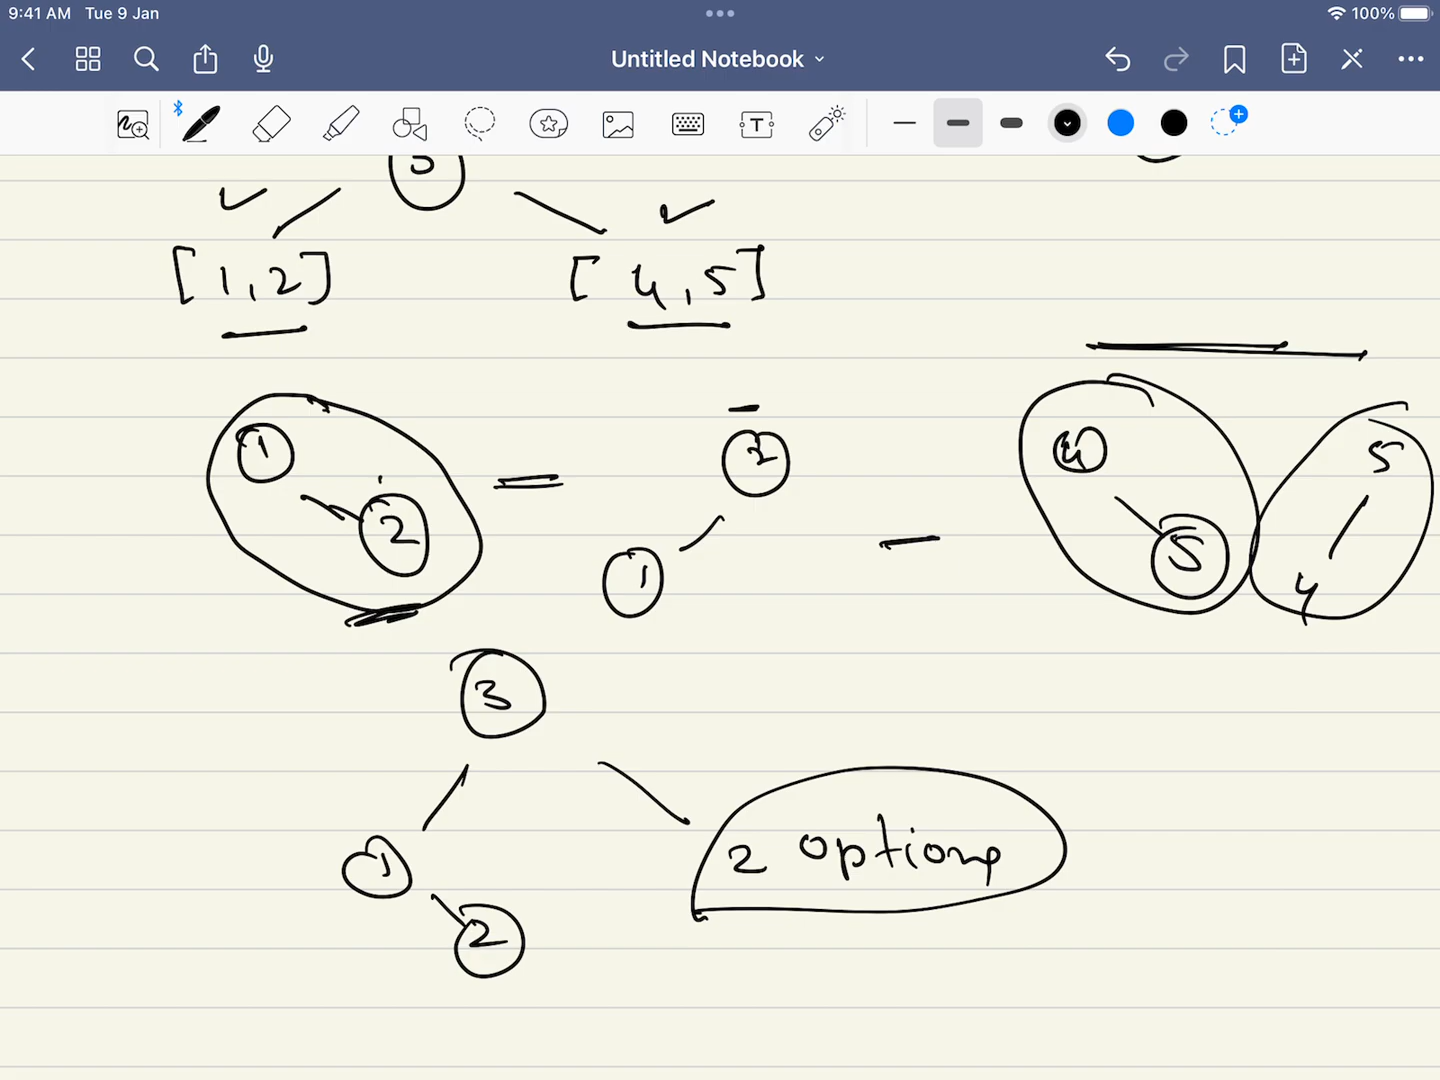 9:41 AM Tue 9 Jan
100%
Untitled Notebook
T
3
[1,2] [4,5]
1 2 4 5
2 1 5 4
3
1 2 options
2